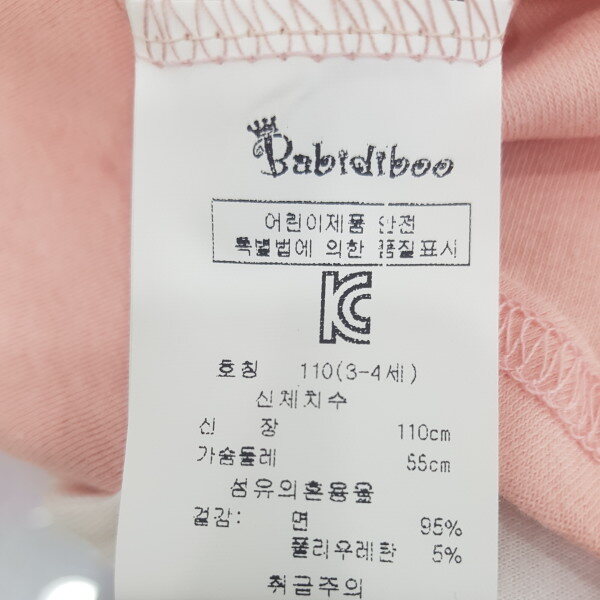 Babidiboo
어린이제품 안전
특별법에 의한 품질표시
KC
호칭 110(3-4세)
신체치수
신 장 110cm
가슴둘레 55cm
섬유의혼용율
겉감: 면 95%
폴리우레탄 5%
취급주의